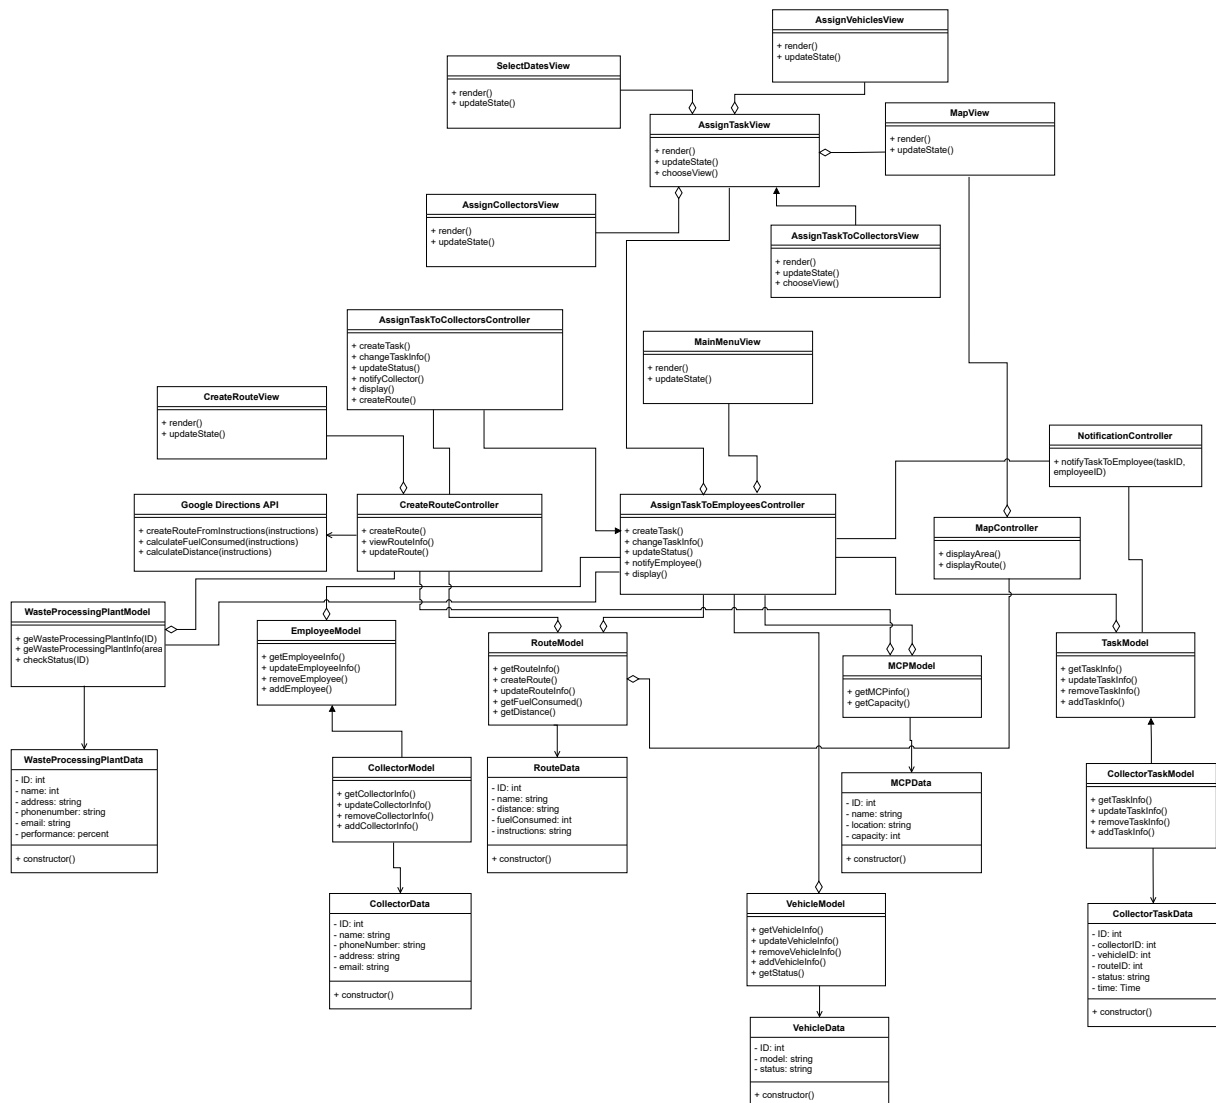 AssignVehiclesView
+ render()
+ updateState()
SelectDatesView
+ render()
+ updateState()
AssignTaskView
+ render()
+ updateState()
+ chooseView()
MapView
+ render()
+ updateState()
AssignCollectorsView
+ render()
+ updateState()
AssignTaskToCollectorsView
+ render()
+ updateState()
+ chooseView()
AssignTaskToCollectorsController
+ createTask()
+ changeTaskInfo()
+ updateStatus()
+ notifyCollector()
+ display()
+ createRoute()
MainMenuView
+ render()
+ updateState()
CreateRouteView
+ render()
+ updateState()
NotificationController
+ notifyTaskToEmployee(taskID,
employeeID)
Google Directions API
+ createRouteFromInstructions(instructions)
+ calculateFuelConsumed(instructions)
+ calculateDistance(instructions)
CreateRouteController
+ createRoute()
+ viewRouteInfo()
+ updateRoute()
AssignTaskToEmployeesController
+ createTask()
+ changeTaskInfo()
+ updateStatus()
+ notifyEmployee()
+ display()
MapController
+ displayArea()
+ displayRoute()
WasteProcessingPlantModel
+ geWasteProcessingPlantInfo(ID)
+ geWasteProcessingPlantInfo(area
+ checkStatus(ID)
EmployeeModel
+ getEmployeeInfo()
+ updateEmployeeInfo()
+ removeEmployee()
+ addEmployee()
RouteModel
+ getRouteInfo()
+ createRoute()
+ updateRouteInfo()
+ getFuelConsumed()
+ getDistance()
MCPModel
+ getMCPinfo()
+ getCapacity()
TaskModel
+ getTaskInfo()
+ updateTaskInfo()
+ removeTaskInfo()
+ addTaskInfo()
WasteProcessingPlantData
- ID: int
- name: int
- address: string
- phonenumber: string
- email: string
- performance: percent
+ constructor()
CollectorModel
+ getCollectorInfo()
+ updateCollectorInfo()
+ removeCollectorInfo()
+ addCollectorInfo()
RouteData
- ID: int
- name: string
- distance: string
- fuelConsumed: int
- instructions: string
+ constructor()
MCPData
- ID: int
- name: string
- location: string
- capacity: int
+ constructor()
CollectorTaskModel
+ getTaskInfo()
+ updateTaskInfo()
+ removeTaskInfo()
+ addTaskInfo()
CollectorData
- ID: int
- name: string
- phoneNumber: string
- address: string
- email: string
+ constructor()
VehicleModel
+ getVehicleInfo()
+ updateVehicleInfo()
+ removeVehicleInfo()
+ addVehicleInfo()
+ getStatus()
CollectorTaskData
- ID: int
- collectorID: int
- vehicleID: int
- routeID: int
- status: string
- time: Time
+ constructor()
VehicleData
- ID: int
- model: string
- status: string
+ constructor()